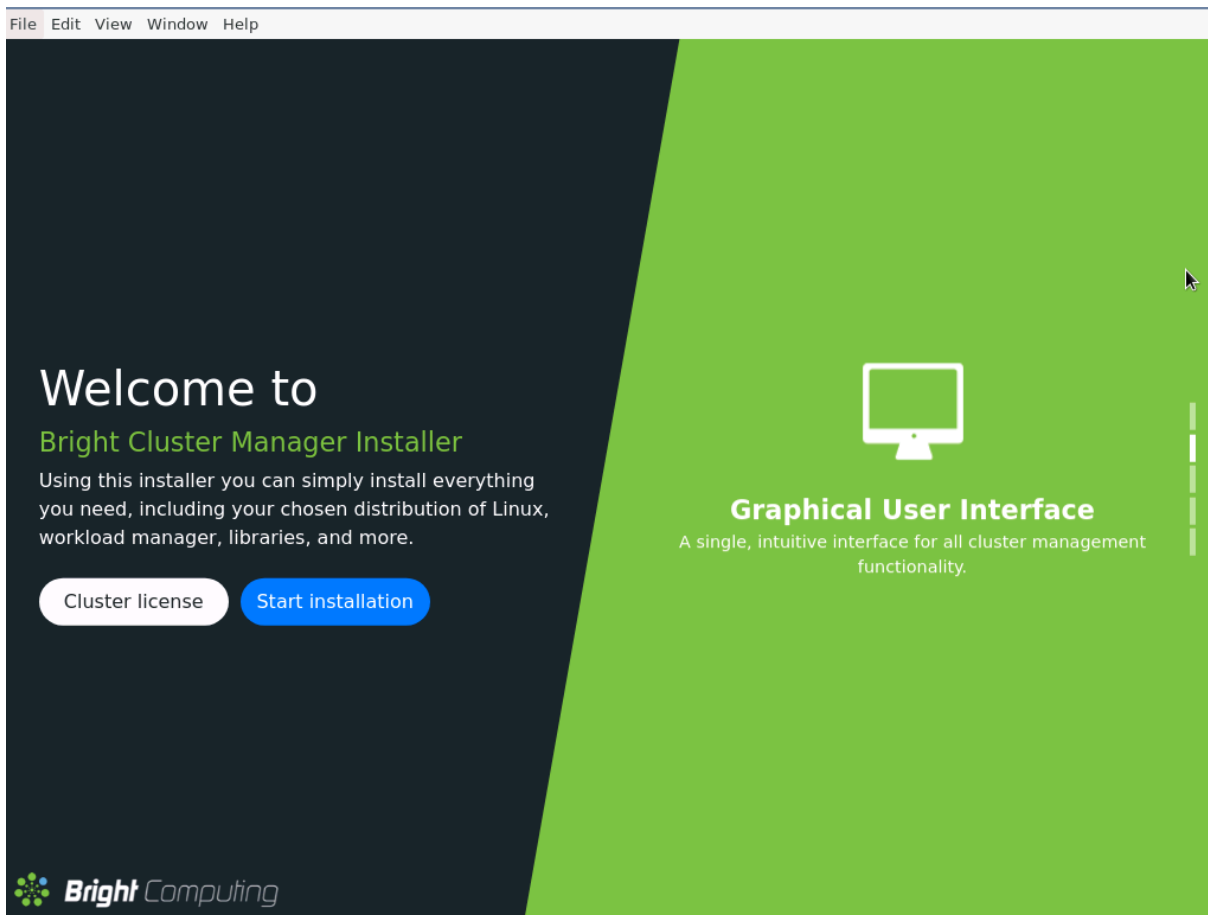 File Edit View Window Help
Welcome to
Bright Cluster Manager Installer
Using this installer you can simply install everything
you need, including your chosen distribution of Linux,
workload manager, libraries, and more.
Cluster license Start installation
Graphical User Interface
A single, intuitive interface for all cluster management
functionality.
Bright Computing